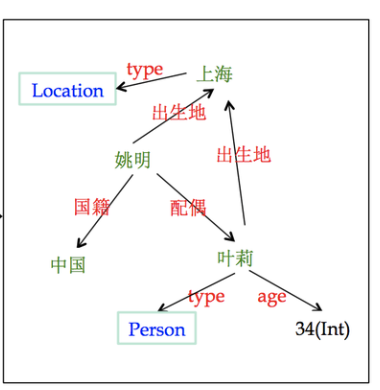 type
上海
Location
出生地
姚明
出生地
国籍
配偶
中国
叶莉
type
age
Person
34(Int)